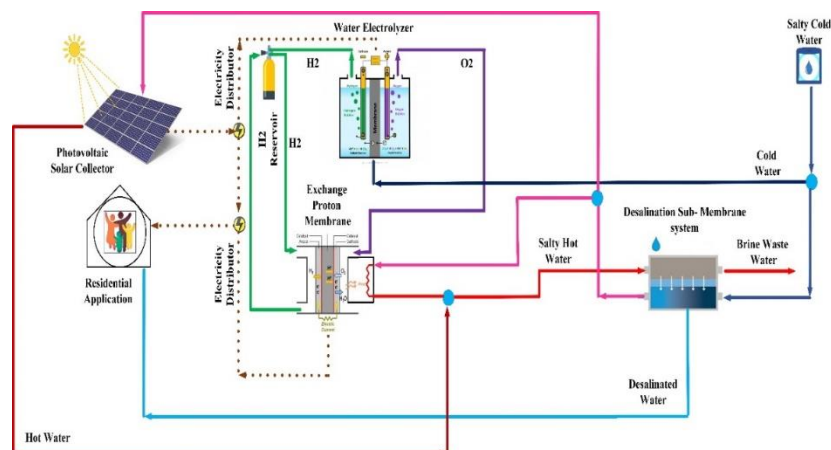 Water Electrolyzer
Salty Cold
Water
Electricity
Distributor
H2
O2
H2
Reservoir
H2
Photovoltaic
Solar Collector
Cold
Water
Exchange
Proton
Membrane
Desalination Sub- Membrane
system
Salty Hot
Water
Brine Waste
Water
Residential
Application
Electricity
Distributor
Desalinated
Water
Hot Water
Membrane